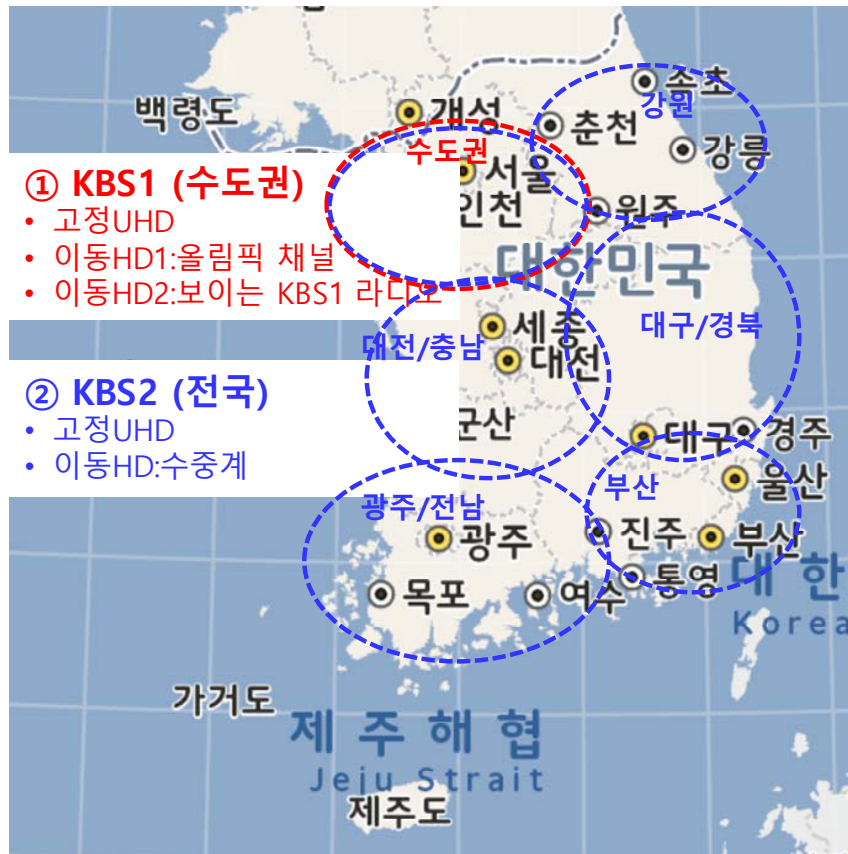 속초
강원
백령도
개성
춘천
강릉
수도권
서울
① KBS1 (수도권)
• 고정UHD
• 이동HD1:올림픽 채널
• 이동HD2:보이는 KBS1 라디오
인천
원주
대한민국
세종
대구/경북
대전/충남
대선
② KBS2 (전국)
• 고정UHD
• 이동HD:수중계
군산
대구
경주
울산
부산
광주/전남
광주
진주
부산
통영
대 한
목포
여수
Korea
가거도
제 주 해 협
Jeju Strait
제주도